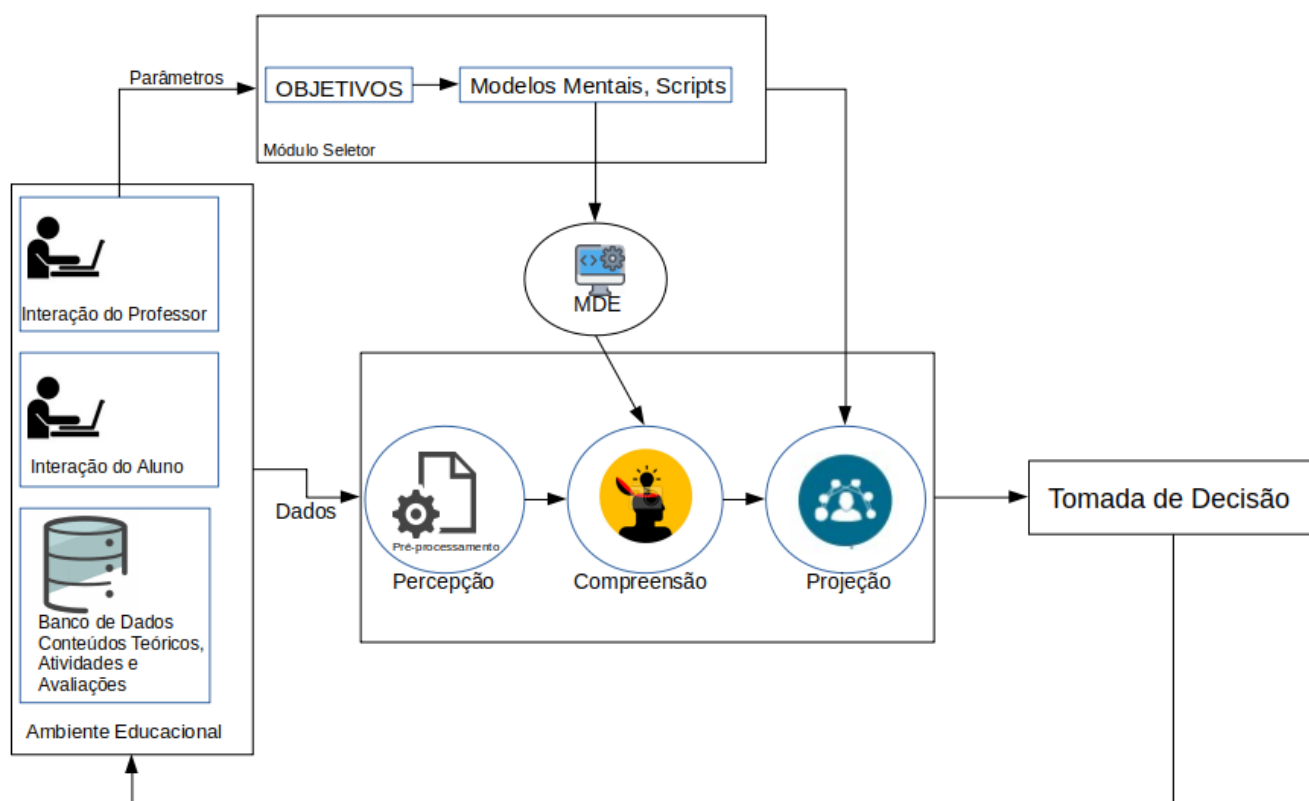 Parâmetros
OBJETIVOS
Modelos Mentais, Scripts
Módulo Seletor
MDE
Interação do Professor
Interação do Aluno
Banco de Dados
Conteúdos Teóricos,
Atividades e
Avaliações
Ambiente Educacional
Dados
Pré-processamento
Percepção
Compreensão
Projeção
Tomada de Decisão